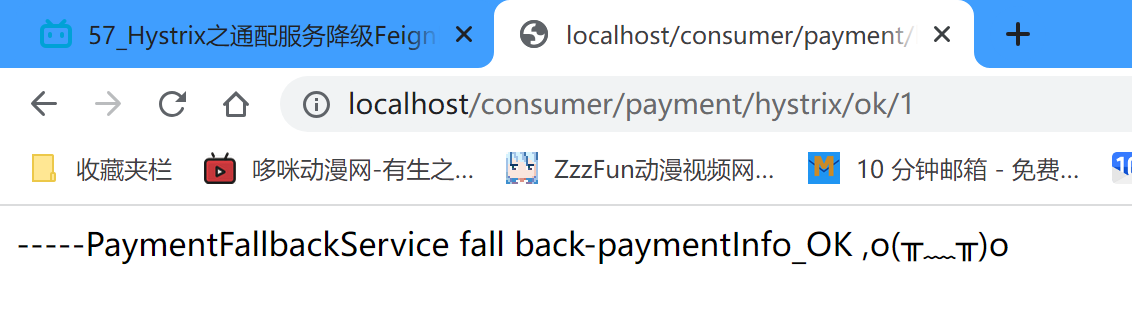 57_Hystrix之通配服务降级Feign
localhost/consumer/payment/
localhost/consumer/payment/hystrix/ok/1
收藏夹栏 哆咪动漫网-有生之... ZzzFun动漫视频网... 10 分钟邮箱 - 免费...
-----PaymentFallbackService fall back-paymentInfo_OK ,o(╥﹏╥)o